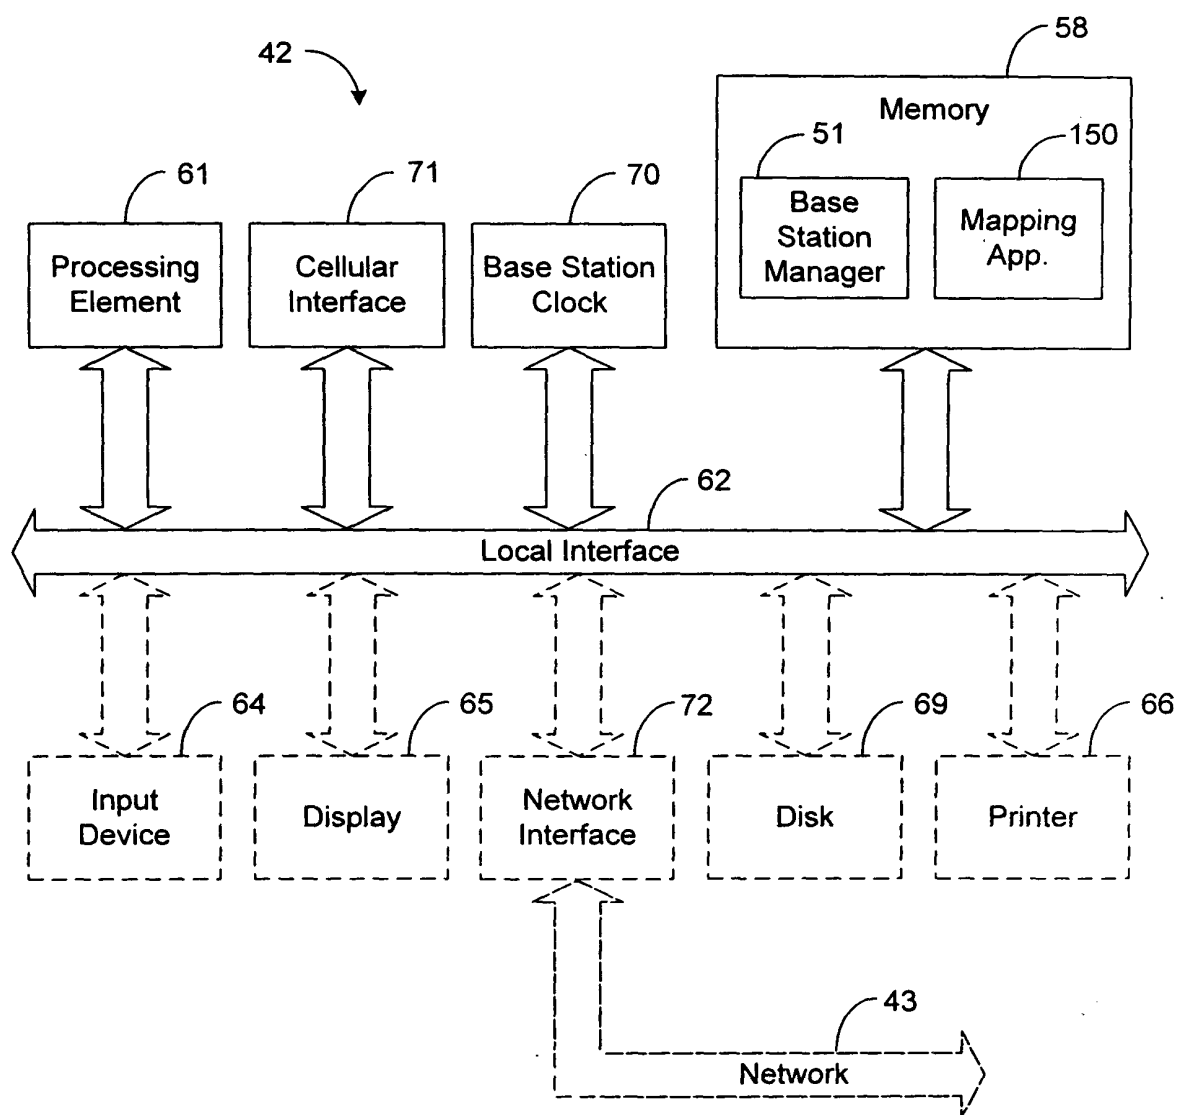 42
58
Memory
61
71
70
51
150
Processing
Element
Cellular
Interface
Base Station
Clock
Base
Station
Manager
Mapping
App.
62
Local Interface
64
65
72
69
66
Input
Device
Display
Network
Interface
Disk
Printer
43
Network